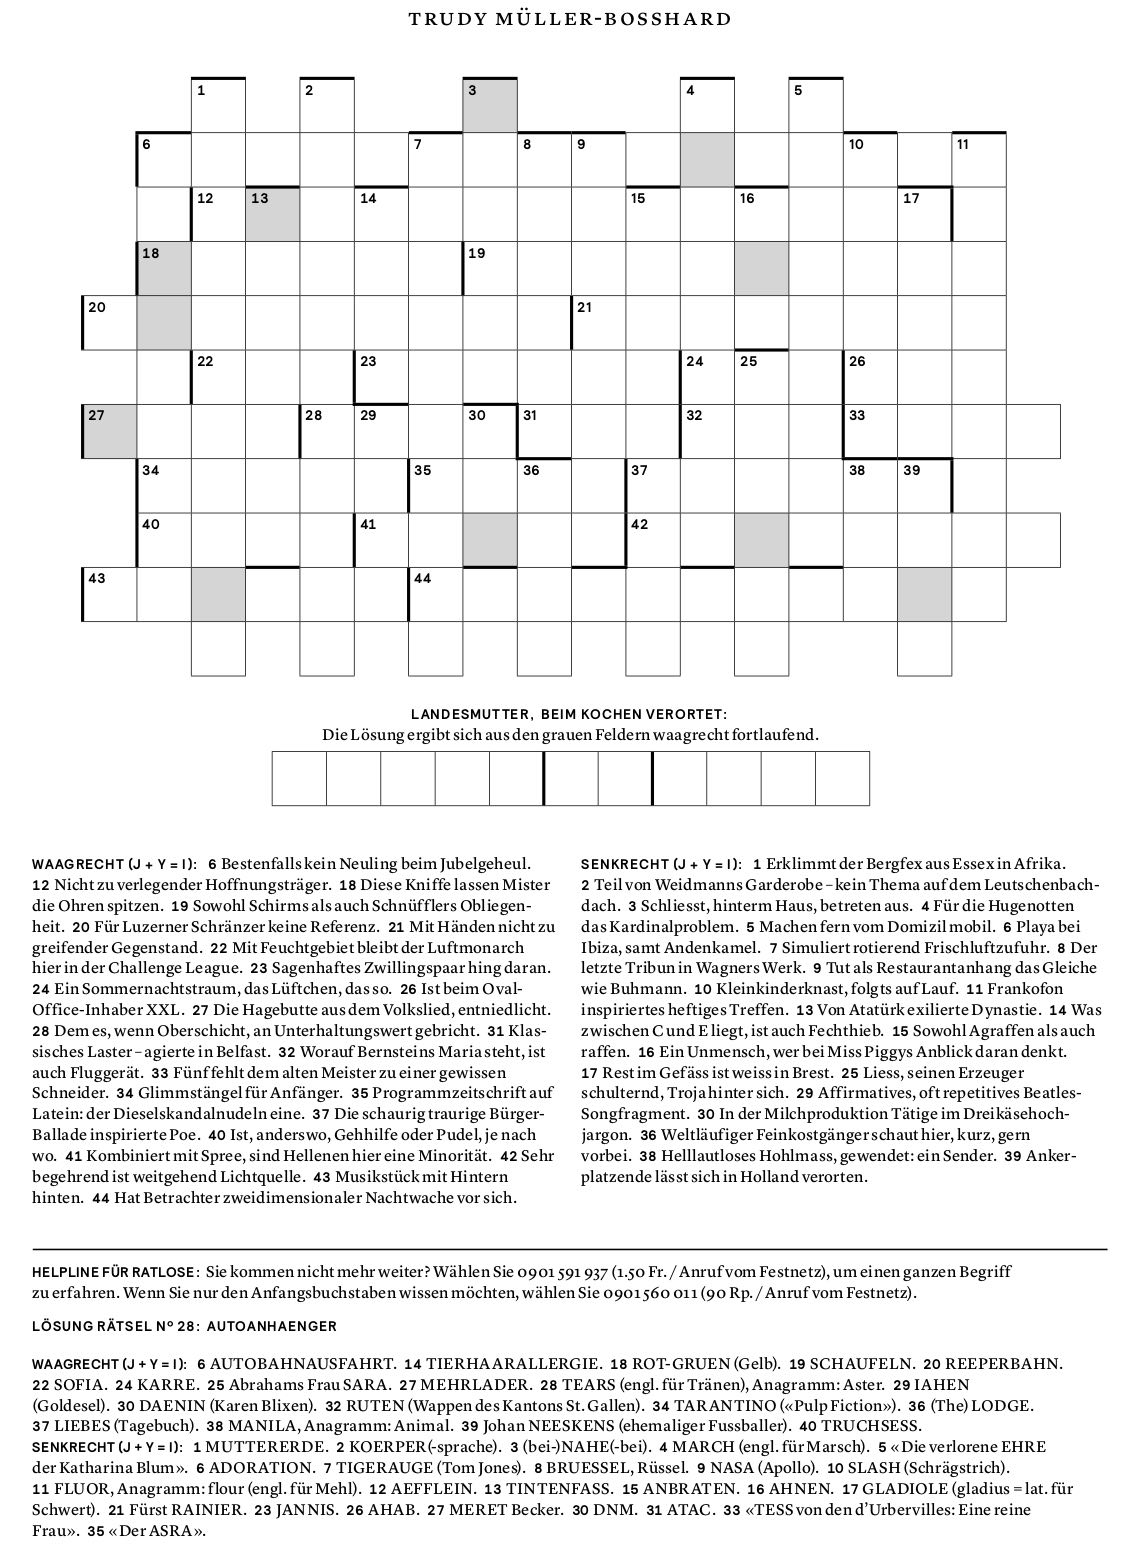 TRUDY MÜLLER-BOSSHARD
1 2 3 4 5
6 7 8 9 10 11
12 13 14 15 16 17
18 19
20 21
22 23 24 25 26
27 28 29 30 31 32 33
34 35 36 37 38 39
40 41 42
43 44
LANDESMUTTER, BEIM KOCHEN VERORTET:
Die Lösung ergibt sich aus den grauen Feldern waagrecht fortlaufend.
WAAGRECHT (J + Y = I): 6 Bestenfalls kein Neuling beim Jubelgeheul.
12 Nicht zu verlegender Hoffnungsträger. 18 Diese Kniffe lassen Mister
die Ohren spitzen. 19 Sowohl Schirms als auch Schnüfflers Obliegen-
heit. 20 Für Luzerner Schränzer keine Referenz. 21 Mit Händen nicht zu
greifender Gegenstand. 22 Mit Feuchtgebiet bleibt der Luftmonarch
hier in der Challenge League. 23 Sagenhaftes Zwillingspaar hing daran.
24 Ein Sommernachtstraum, das Lüftchen, das so. 26 Ist beim Oval-
Office-Inhaber XXL. 27 Die Hagebutte aus dem Volkslied, entniedlicht.
28 Dem es, wenn Oberschicht, an Unterhaltungswert gebricht. 31 Klas-
sisches Laster – agierte in Belfast. 32 Worauf Bernsteins Maria steht, ist
auch Fluggerät. 33 Fünf fehlt dem alten Meister zu einer gewissen
Schneider. 34 Glimmstängel für Anfänger. 35 Programmzeitschrift auf
Latein: der Dieselskandalnudeln eine. 37 Die schaurig traurige Bürger-
Ballade inspirierte Poe. 40 Ist, anderswo, Gehhilfe oder Pudel, je nach
wo. 41 Kombiniert mit Spree, sind Hellenen hier eine Minorität. 42 Sehr
begehrend ist weitgehend Lichtquelle. 43 Musikstück mit Hintern
hinten. 44 Hat Betrachter zweidimensionaler Nachtwache vor sich.
SENKRECHT (J + Y = I): 1 Erklimmt der Bergfex aus Essex in Afrika.
2 Teil von Weidmanns Garderobe – kein Thema auf dem Leutschenbach-
dach. 3 Schliesst, hinterm Haus, betreten aus. 4 Für die Hugenotten
das Kardinalproblem. 5 Machen fern vom Domizil mobil. 6 Playa bei
Ibiza, samt Andenkamel. 7 Simuliert rotierend Frischluftzufuhr. 8 Der
letzte Tribun in Wagners Werk. 9 Tut als Restaurantanhang das Gleiche
wie Buhmann. 10 Kleinkinderknast, folgts auf Lauf. 11 Frankofon
inspiriertes heftiges Treffen. 13 Von Atatürk exilierte Dynastie. 14 Was
zwischen C und E liegt, ist auch Fechthieb. 15 Sowohl Agraffen als auch
raffen. 16 Ein Unmensch, wer bei Miss Piggys Anblick daran denkt.
17 Rest im Gefäss ist weiss in Brest. 25 Liess, seinen Erzeuger
schulternd, Troja hinter sich. 29 Affirmatives, oft repetitives Beatles-
Songfragment. 30 In der Milchproduktion Tätige im Dreikäsehoch-
jargon. 36 Weltläufiger Feinkostgänger schaut hier, kurz, gern
vorbei. 38 Helllautloses Hohlmass, gewendet: ein Sender. 39 Anker-
platzende lässt sich in Holland verorten.
HELPLINE FÜR RATLOSE: Sie kommen nicht mehr weiter? Wählen Sie 0901 591 937 (1.50 Fr. / Anruf vom Festnetz), um einen ganzen Begriff
zu erfahren. Wenn Sie nur den Anfangsbuchstaben wissen möchten, wählen Sie 0901 560 011 (90 Rp. / Anruf vom Festnetz).
LÖSUNG RÄTSEL Nº 28: AUTOANHAENGER
WAAGRECHT (J + Y = I): 6 AUTOBAHNAUSFAHRT. 14 TIERHAARALLERGIE. 18 ROT-GRUEN (Gelb). 19 SCHAUFELN. 20 REEPERBAHN.
22 SOFIA. 24 KARRE. 25 Abrahams Frau SARA. 27 MEHRLADER. 28 TEARS (engl. für Tränen), Anagramm: Aster. 29 IAHEN
(Goldesel). 30 DAENIN (Karen Blixen). 32 RUTEN (Wappen des Kantons St. Gallen). 34 TARANTINO («Pulp Fiction»). 36 (The) LODGE.
37 LIEBES (Tagebuch). 38 MANILA, Anagramm: Animal. 39 Johan NEESKENS (ehemaliger Fussballer). 40 TRUCHSESS.
SENKRECHT (J + Y = I): 1 MUTTERERDE. 2 KOERPER(-sprache). 3 (bei-)NAHE(-bei). 4 MARCH (engl. für Marsch). 5 «Die verlorene EHRE
der Katharina Blum». 6 ADORATION. 7 TIGERAUGE (Tom Jones). 8 BRUESSEL, Rüssel. 9 NASA (Apollo). 10 SLASH (Schrägstrich).
11 FLUOR, Anagramm: flour (engl. für Mehl). 12 AEFFLEIN. 13 TINTENFASS. 15 ANBRATEN. 16 AHNEN. 17 GLADIOLE (gladius = lat. für
Schwert). 21 Fürst RAINIER. 23 JANNIS. 26 AHAB. 27 MERET Becker. 30 DNM. 31 ATAC. 33 «TESS von den d’Urbervilles: Eine reine
Frau». 35 «Der ASRA».